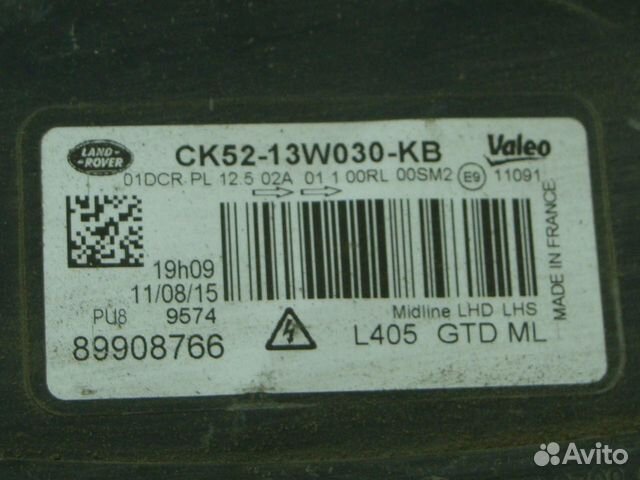 LAND
-ROVER
CK52-13W030-KB
Valeo
01DCR PL 12.5 02A 01 1 00RL 00SM2 E9 11091
19h09
11/08/15
PU8 9574
89908766
Midline LHD LHS
L405 GTD ML
MADE IN FRANCE
Avito